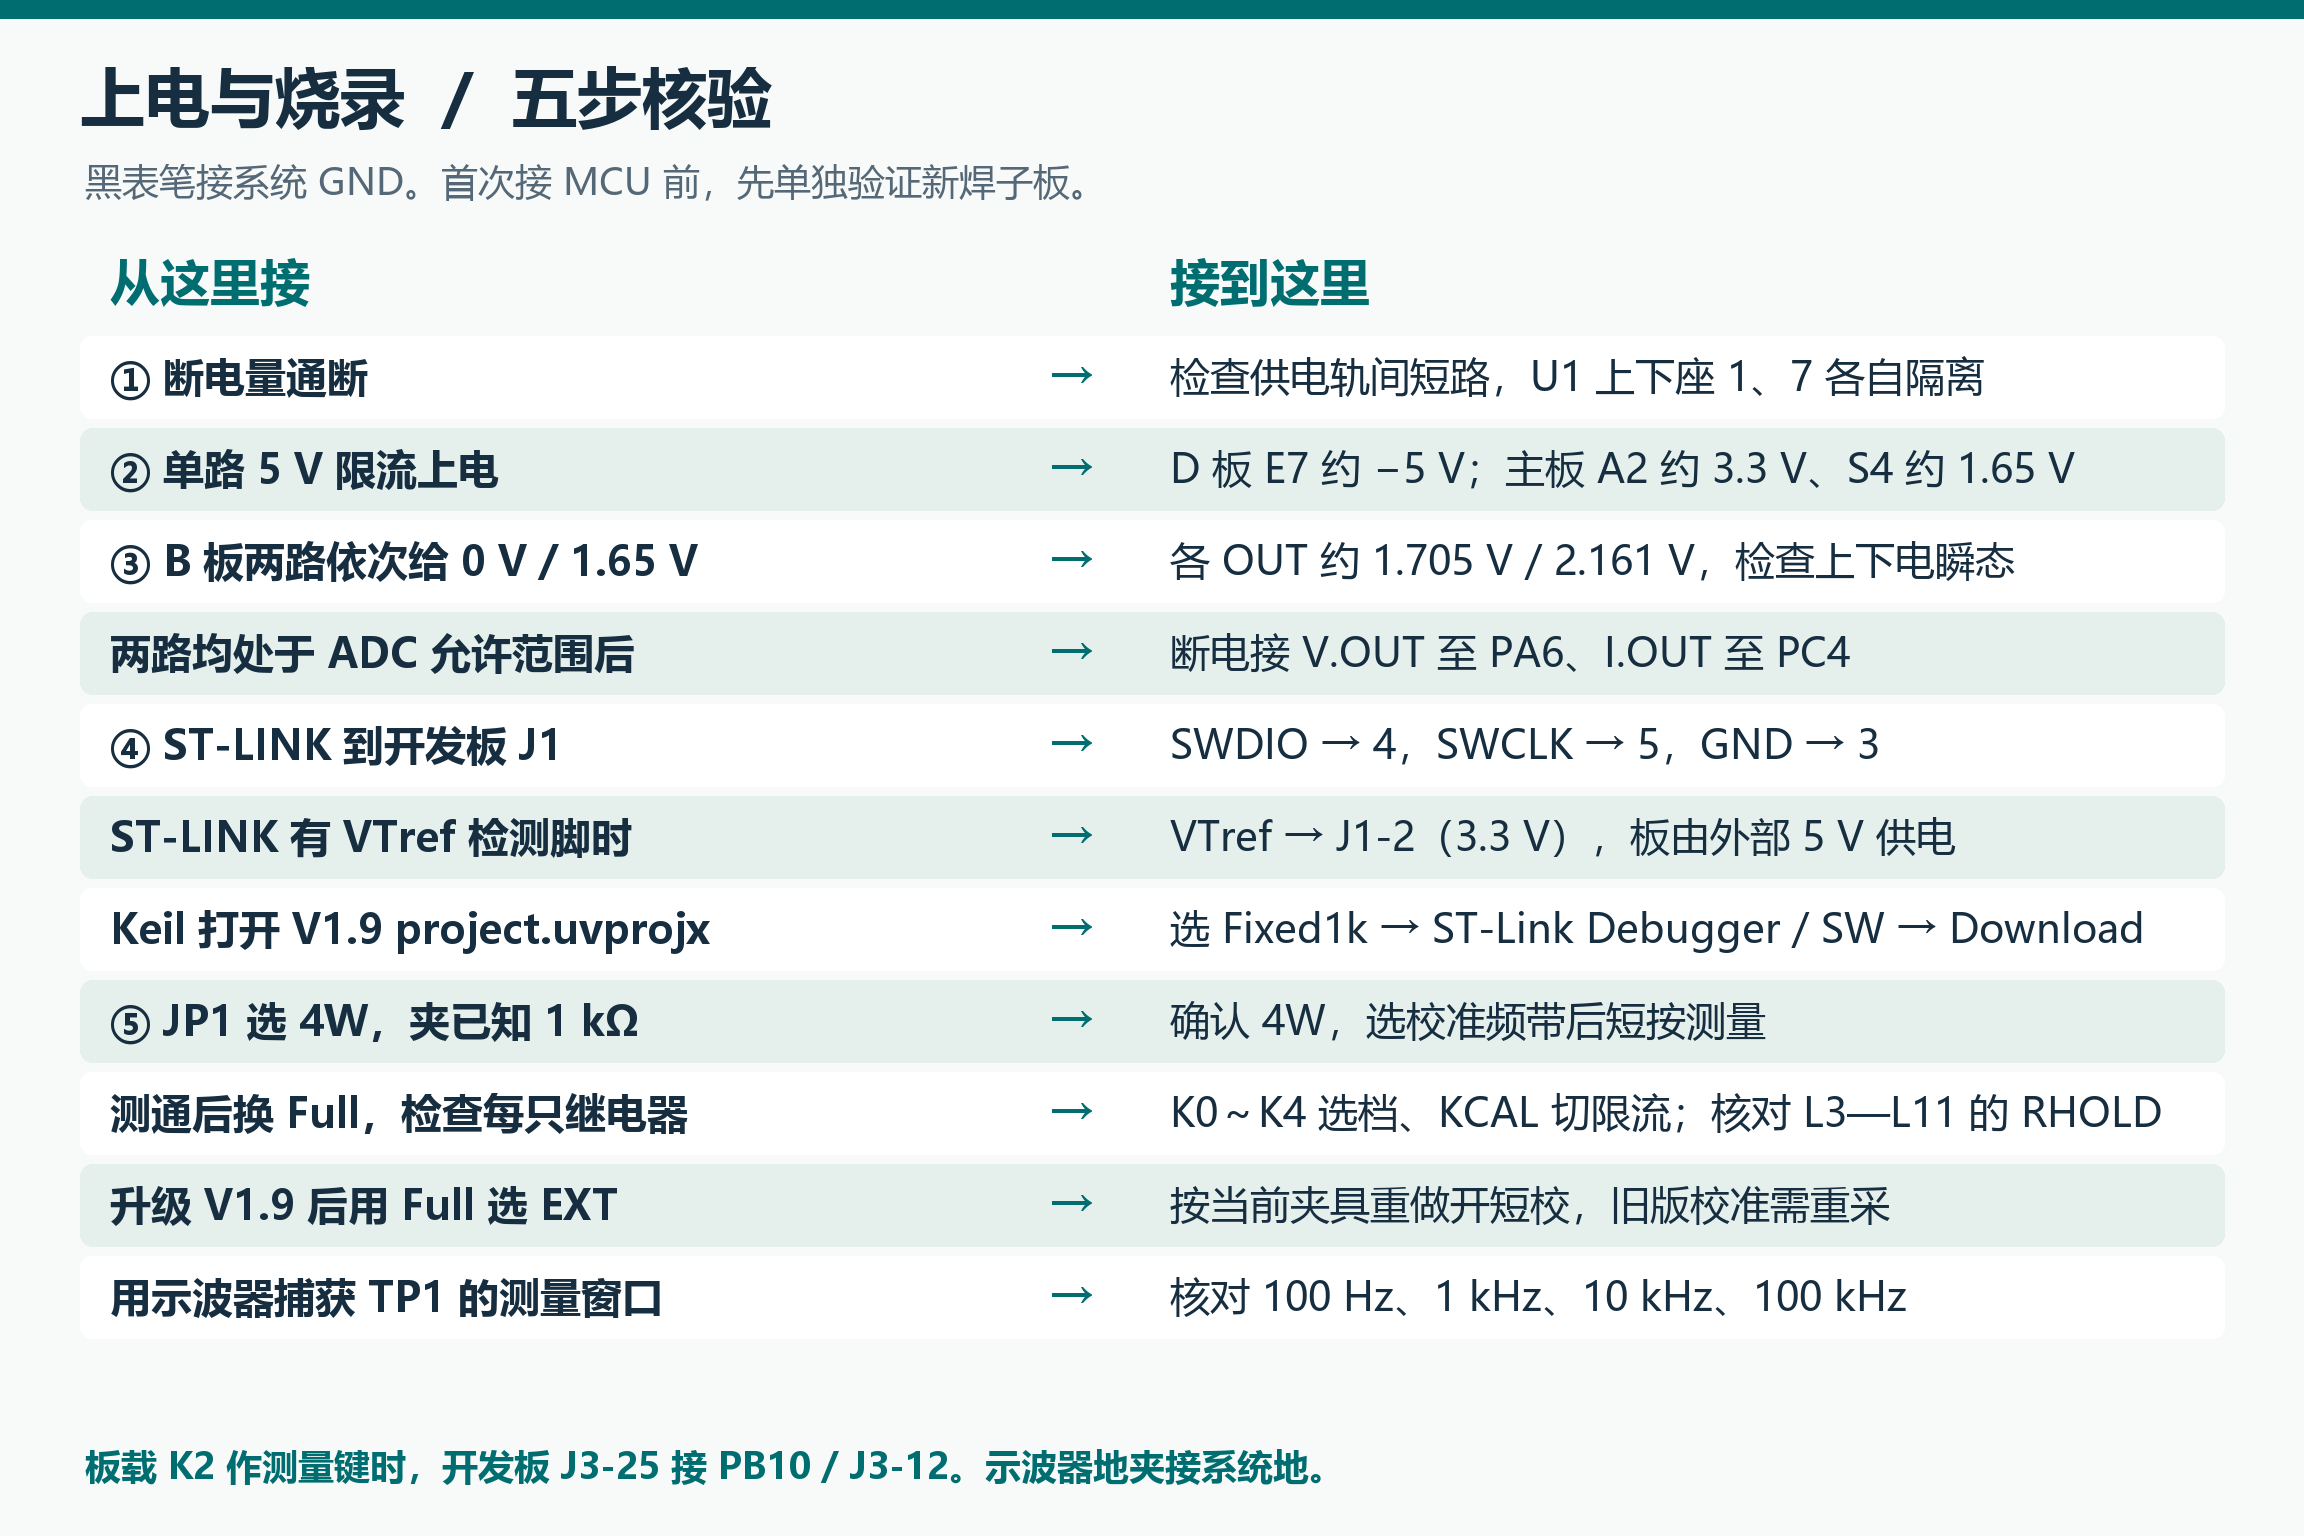 上电与烧录 / 五步核验
黑表笔接系统 GND。首次接 MCU 前，先单独验证新焊子板。
从这里接 接到这里
① 断电量通断 → 检查供电轨间短路，U1 上下座 1、7 各自隔离
② 单路 5 V 限流上电 → D 板 E7 约 −5 V；主板 A2 约 3.3 V、S4 约 1.65 V
③ B 板两路依次给 0 V / 1.65 V → 各 OUT 约 1.705 V / 2.161 V，检查上下电瞬态
两路均处于 ADC 允许范围后 → 断电接 V.OUT 至 PA6、I.OUT 至 PC4
④ ST-LINK 到开发板 J1 → SWDIO → 4，SWCLK → 5，GND → 3
ST-LINK 有 VTref 检测脚时 → VTref → J1-2（3.3 V），板由外部 5 V 供电
Keil 打开 V1.9 project.uvprojx → 选 Fixed1k → ST-Link Debugger / SW → Download
⑤ JP1 选 4W，夹已知 1 kΩ → 确认 4W，选校准频带后短按测量
测通后换 Full，检查每只继电器 → K0～K4 选档、KCAL 切限流；核对 L3—L11 的 RHOLD
升级 V1.9 后用 Full 选 EXT → 按当前夹具重做开短校，旧版校准需重采
用示波器捕获 TP1 的测量窗口 → 核对 100 Hz、1 kHz、10 kHz、100 kHz
板载 K2 作测量键时，开发板 J3-25 接 PB10 / J3-12。示波器地夹接系统地。